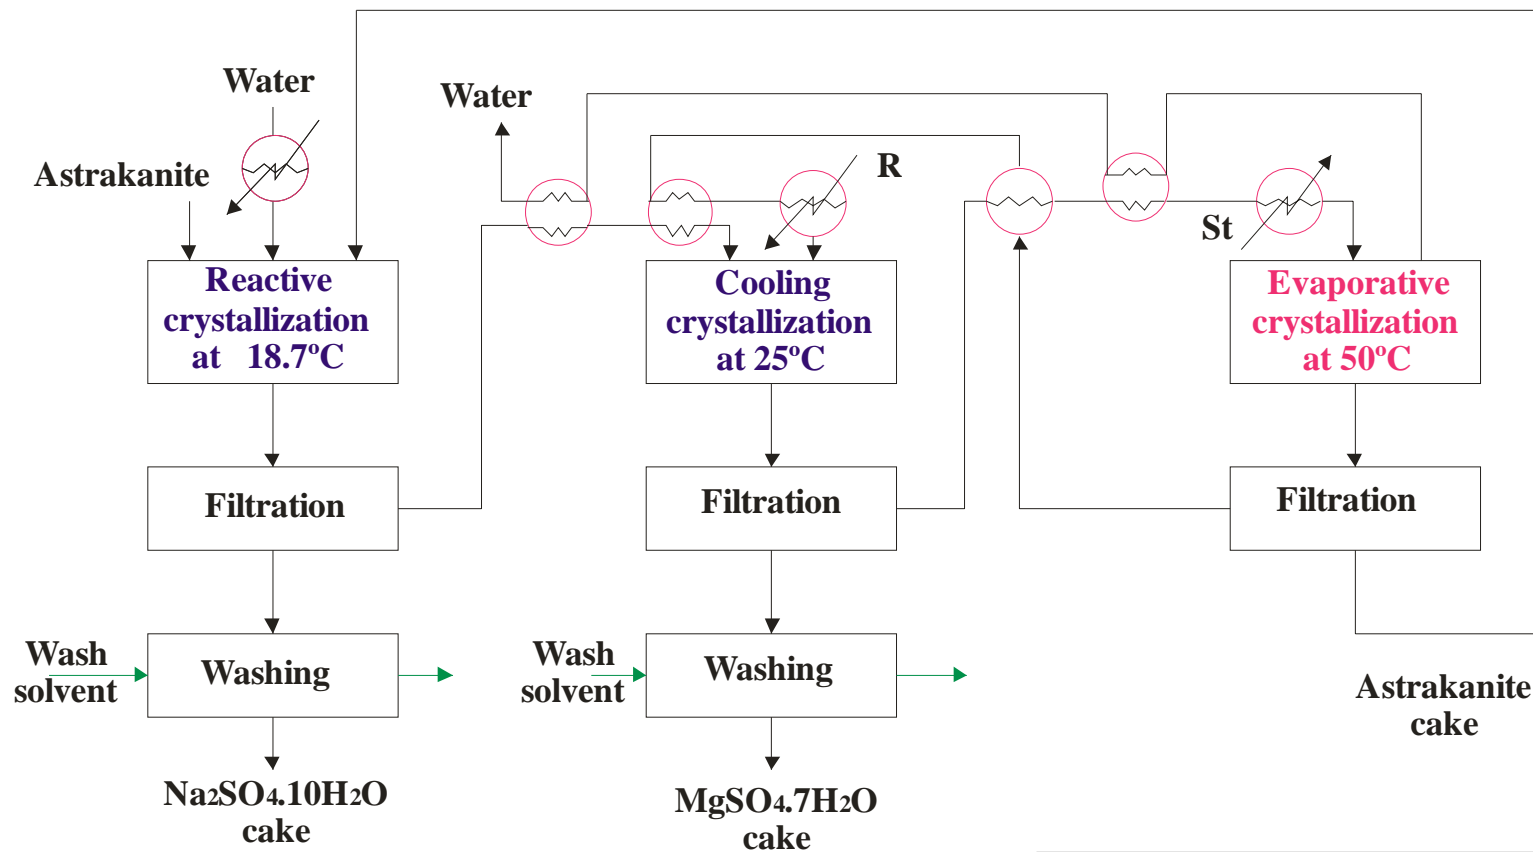 Water
Astrakanite
Water
R
St
Reactive
crystallization
at 18.7ºC
Cooling
crystallization
at 25ºC
Evaporative
crystallization
at 50ºC
Filtration
Filtration
Filtration
Wash
solvent
Washing
Wash
solvent
Washing
Astrakanite
cake
Na2SO4.10H2O
cake
MgSO4.7H2O
cake